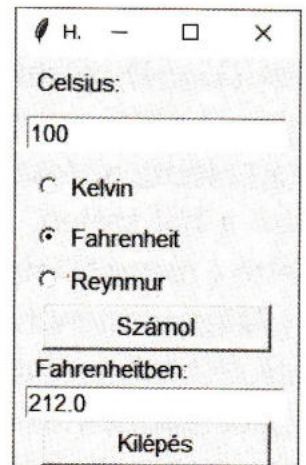 H.
Celsius:
100
Kelvin
Fahrenheit
Reynmur
Számol
Fahrenheitben:
212.0
Kilépés